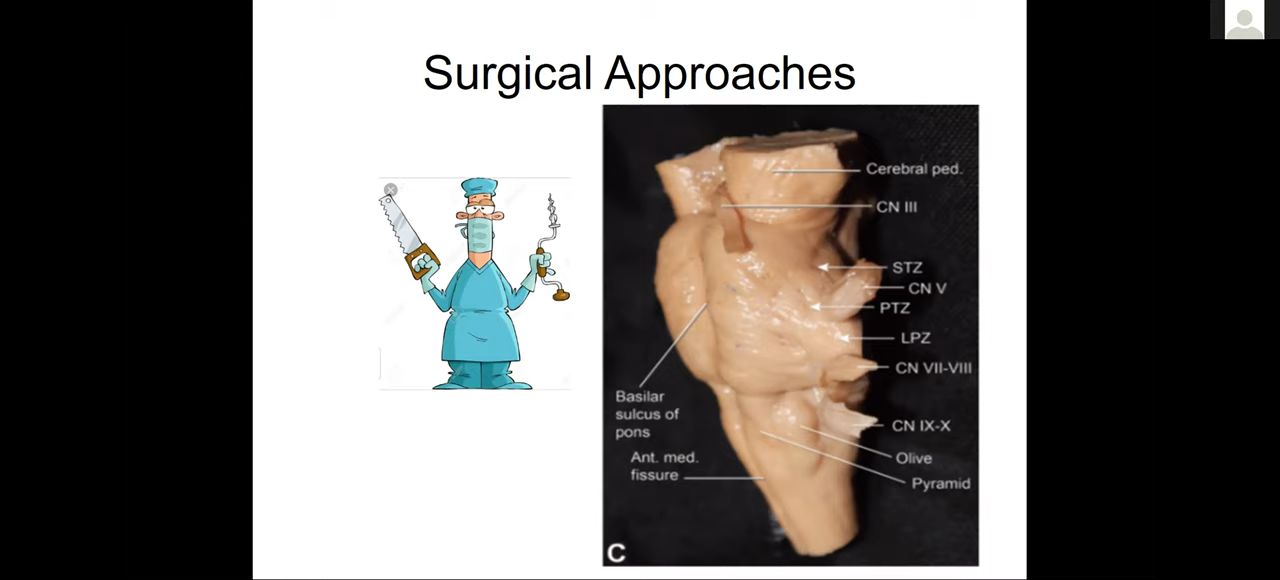 Surgical Approaches
Cerebral ped.
CN III
STZ
CN V
PTZ
LPZ
CN VII-VIII
Basilar
sulcus of
pons
CN IX-X
Ant. med.
fissure
Olive
Pyramid
C